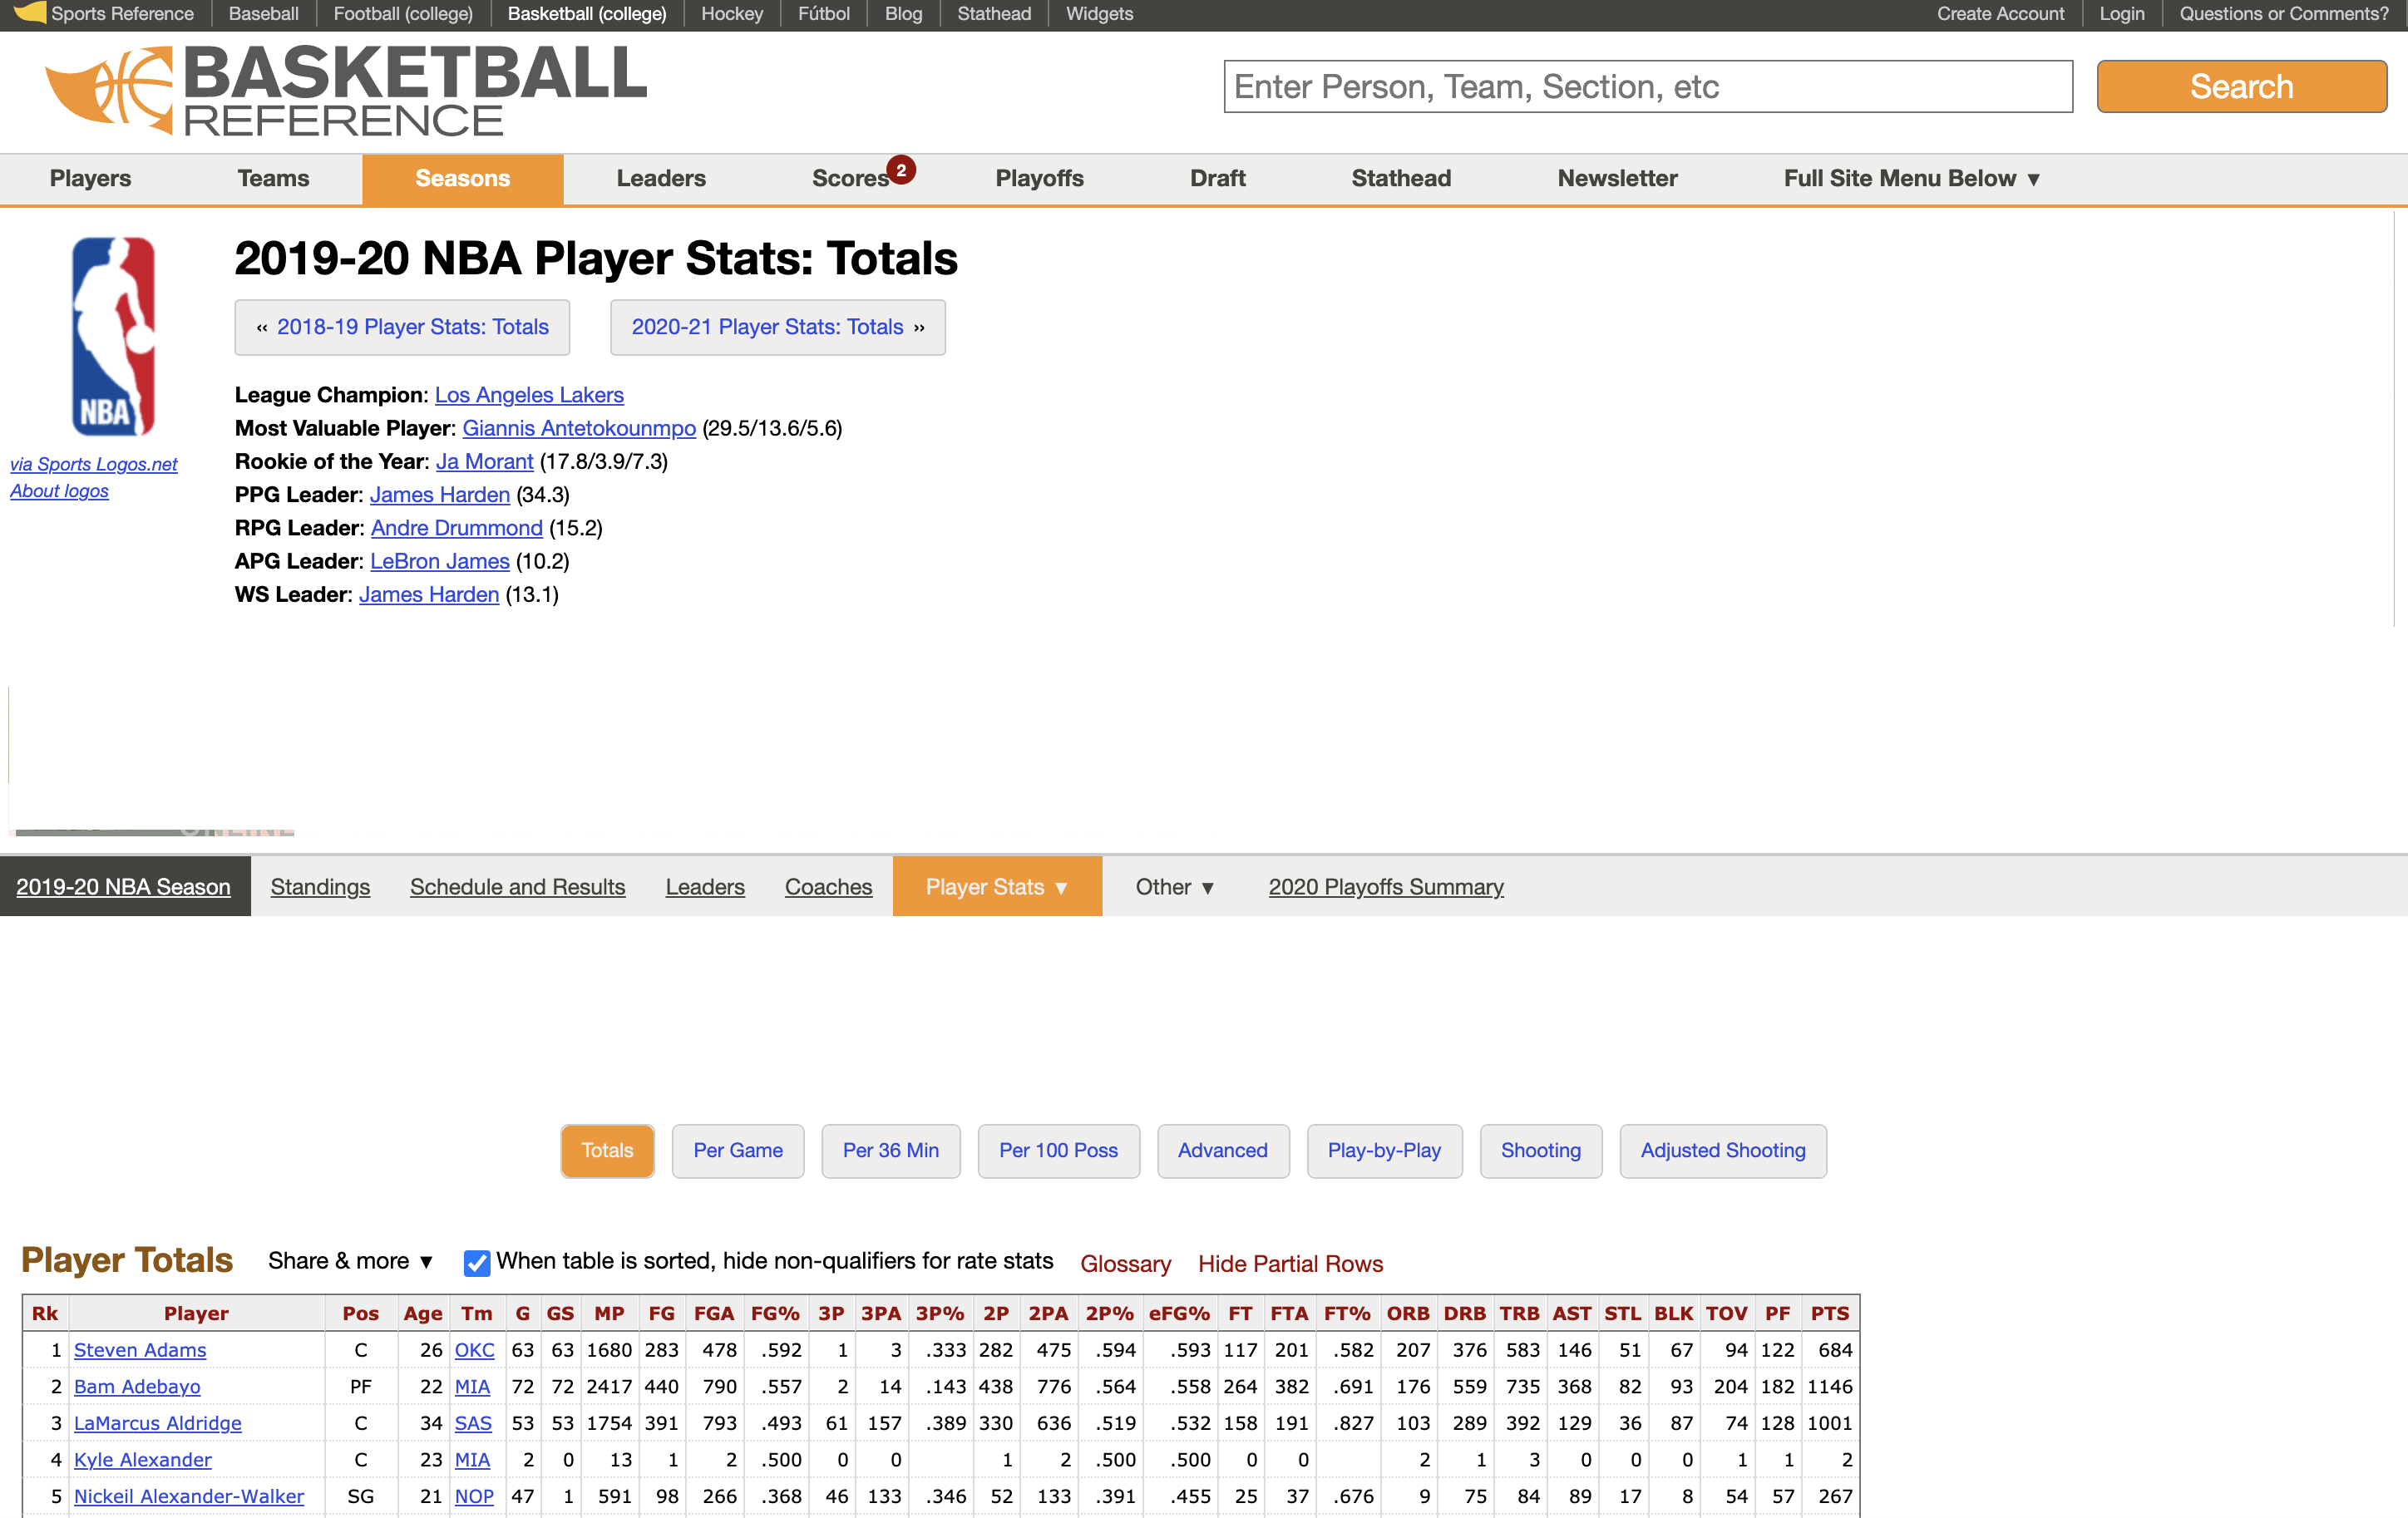 Sports Reference Baseball Football (college) Basketball (college) Hockey Fútbol Blog Stathead Widgets Create Account Login Questions or Comments?
BASKETBALL
REFERENCE
Enter Person, Team, Section, etc Search
Players Teams Seasons Leaders Scores 2 Playoffs Draft Stathead Newsletter Full Site Menu Below ▼
NBA
via Sports Logos.net
About logos
2019-20 NBA Player Stats: Totals
« 2018-19 Player Stats: Totals 2020-21 Player Stats: Totals »
League Champion: Los Angeles Lakers
Most Valuable Player: Giannis Antetokounmpo (29.5/13.6/5.6)
Rookie of the Year: Ja Morant (17.8/3.9/7.3)
PPG Leader: James Harden (34.3)
RPG Leader: Andre Drummond (15.2)
APG Leader: LeBron James (10.2)
WS Leader: James Harden (13.1)
2019-20 NBA Season Standings Schedule and Results Leaders Coaches Player Stats ▼ Other ▼ 2020 Playoffs Summary
Totals Per Game Per 36 Min Per 100 Poss Advanced Play-by-Play Shooting Adjusted Shooting
Player Totals Share & more ▼ When table is sorted, hide non-qualifiers for rate stats Glossary Hide Partial Rows
Rk Player Pos Age Tm G GS MP FG FGA FG% 3P 3PA 3P% 2P 2PA 2P% eFG% FT FTA FT% ORB DRB TRB AST STL BLK TOV PF PTS
1 Steven Adams C 26 OKC 63 63 1680 283 478 .592 1 3 .333 282 475 .594 .593 117 201 .582 207 376 583 146 51 67 94 122 684
2 Bam Adebayo PF 22 MIA 72 72 2417 440 790 .557 2 14 .143 438 776 .564 .558 264 382 .691 176 559 735 368 82 93 204 182 1146
3 LaMarcus Aldridge C 34 SAS 53 53 1754 391 793 .493 61 157 .389 330 636 .519 .532 158 191 .827 103 289 392 129 36 87 74 128 1001
4 Kyle Alexander C 23 MIA 2 0 13 1 2 .500 0 0 1 2 .500 .500 0 0 2 1 3 0 0 0 1 1 2
5 Nickeil Alexander-Walker SG 21 NOP 47 1 591 98 266 .368 46 133 .346 52 133 .391 .455 25 37 .676 9 75 84 89 17 8 54 57 267